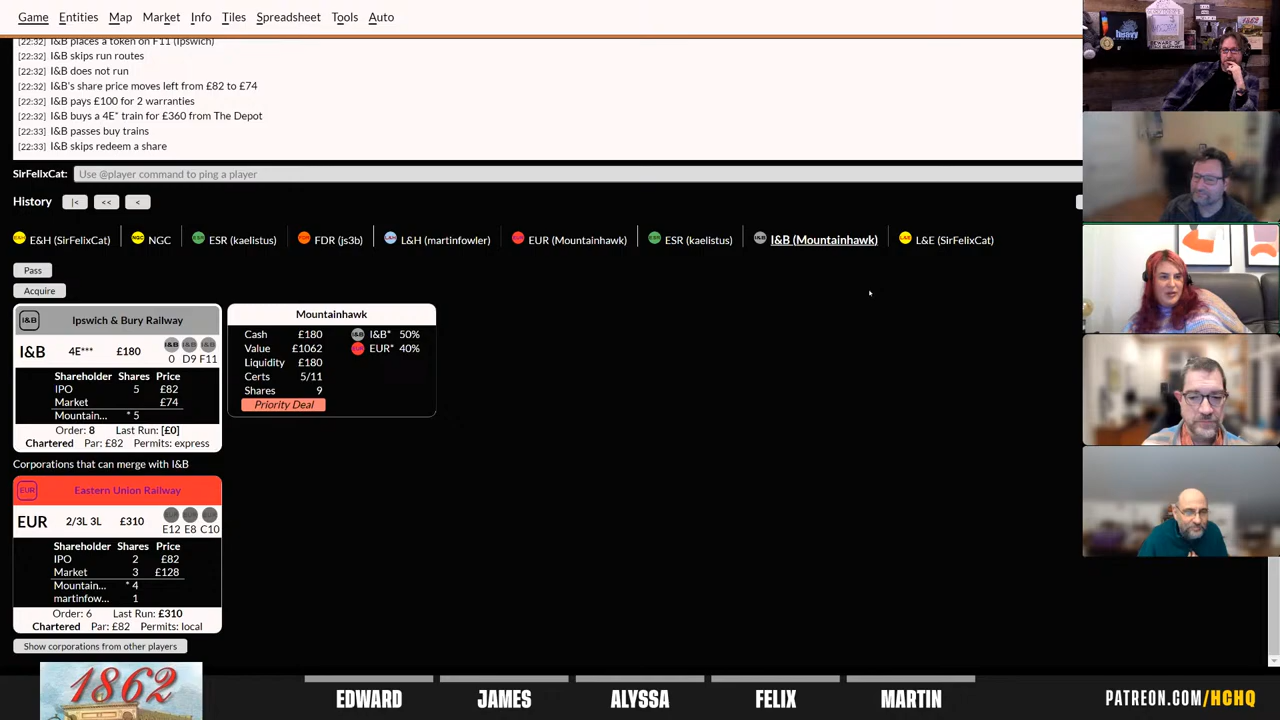 Game Entities Map Market Info Tiles Spreadsheet Tools Auto
[22:32] I&B places a token on F11 (Ipswich)
[22:32] I&B skips run routes
[22:32] I&B does not run
[22:32] I&B's share price moves left from £82 to £74
[22:32] I&B pays £100 for 2 warranties
[22:32] I&B buys a 4E* train for £360 from The Depot
[22:33] I&B passes buy trains
[22:33] I&B skips redeem a share
SirFelixCat: Use @player command to ping a player
History |< << <
E&H (SirFelixCat) NGC ESR (kaelistus) FDR (js3b) L&H (martinfowler) EUR (Mountainhawk) ESR (kaelistus) I&B (Mountainhawk) L&E (SirFelixCat)
Pass
Acquire
I&B Ipswich & Bury Railway
I&B 4E*** £180 I&B I&B I&B
0 D9 F11
Shareholder Shares Price
IPO 5 £82
Market £74
Mountain... * 5
Order: 8 Last Run: [£0]
Chartered Par: £82 Permits: express
Mountainhawk
Cash £180 I&B* 50%
Value £1062 EUR* 40%
Liquidity £180
Certs 5/11
Shares 9
Priority Deal
Corporations that can merge with I&B
EUR Eastern Union Railway
EUR 2/3L 3L £310
E12 E8 C10
Shareholder Shares Price
IPO 2 £82
Market 3 £128
Mountain... * 4
martinfow... 1
Order: 6 Last Run: £310
Chartered Par: £82 Permits: local
Show corporations from other players
1862
EDWARD JAMES ALYSSA FELIX MARTIN
PATREON.COM/HCHQ